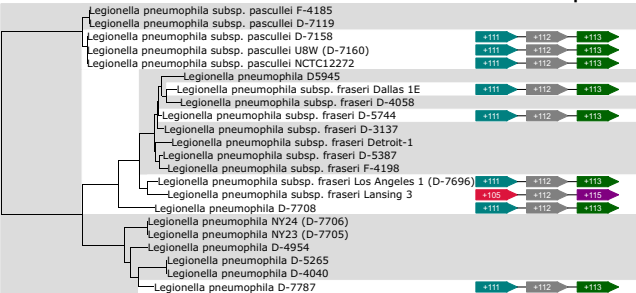 Legionella pneumophila subsp. pascullei F-4185
Legionella pneumophila subsp. pascullei D-7119
Legionella pneumophila subsp. pascullei D-7158 +111 +112 +113
Legionella pneumophila subsp. pascullei U8W (D-7160) +111 +112 +113
Legionella pneumophila subsp. pascullei NCTC12272 +111 +112 +113
Legionella pneumophila D5945
Legionella pneumophila subsp. fraseri Dallas 1E +111 +112 +113
Legionella pneumophila subsp. fraseri D-4058
Legionella pneumophila subsp. fraseri D-5744 +111 +112 +113
Legionella pneumophila subsp. fraseri D-3137
Legionella pneumophila subsp. fraseri Detroit-1
Legionella pneumophila subsp. fraseri D-5387
Legionella pneumophila subsp. fraseri F-4198
Legionella pneumophila subsp. fraseri Los Angeles 1 (D-7696) +111 +112 +113
Legionella pneumophila subsp. fraseri Lansing 3 +105 +112 +115
Legionella pneumophila D-7708 +111 +112 +113
Legionella pneumophila NY24 (D-7706)
Legionella pneumophila NY23 (D-7705)
Legionella pneumophila D-4954
Legionella pneumophila D-5265
Legionella pneumophila D-4040
Legionella pneumophila D-7787 +111 +112 +113